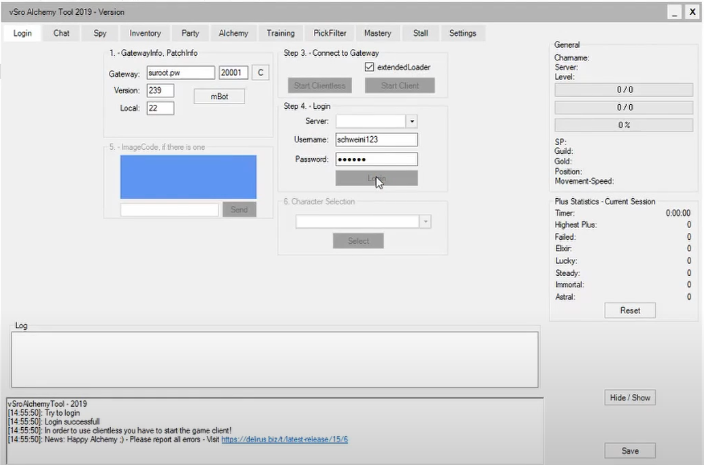 vSro Alchemy Tool 2019 - Version
_ X
Login Chat Spy Inventory Party Alchemy Training PickFilter Mastery Stall Settings
1. - GatewayInfo, PatchInfo
Gateway: suroot.pw 20001 C
Version: 239
mBot
Local: 22
5. - ImageCode, if there is one
Send
Step 3. - Connect to Gateway
extendedLoader
Start Clientless Start Client
Step 4. - Login
Server:
Username: schweini123
Password: ••••••
Login
6. Character Selection
Select
General
Charname:
Server:
Level:
0 / 0
0 / 0
0 %
SP:
Guild:
Gold:
Position:
Movement-Speed:
Plus Statistics - Current Session
Timer: 0:00:00
Highest Plus: 0
Failed: 0
Elixir: 0
Lucky: 0
Steady: 0
Immortal: 0
Astral: 0
Reset
Log
Hide / Show
Save
vSroAlchemyTool - 2019
[14:55:50]: Try to login
[14:55:50]: Login successfull
[14:55:50]: In order to use clientless you have to start the game client!
[14:55:50]: News: Happy Alchemy :) - Please report all errors - Visit https://delirus.biz/t/latest-release/15/6